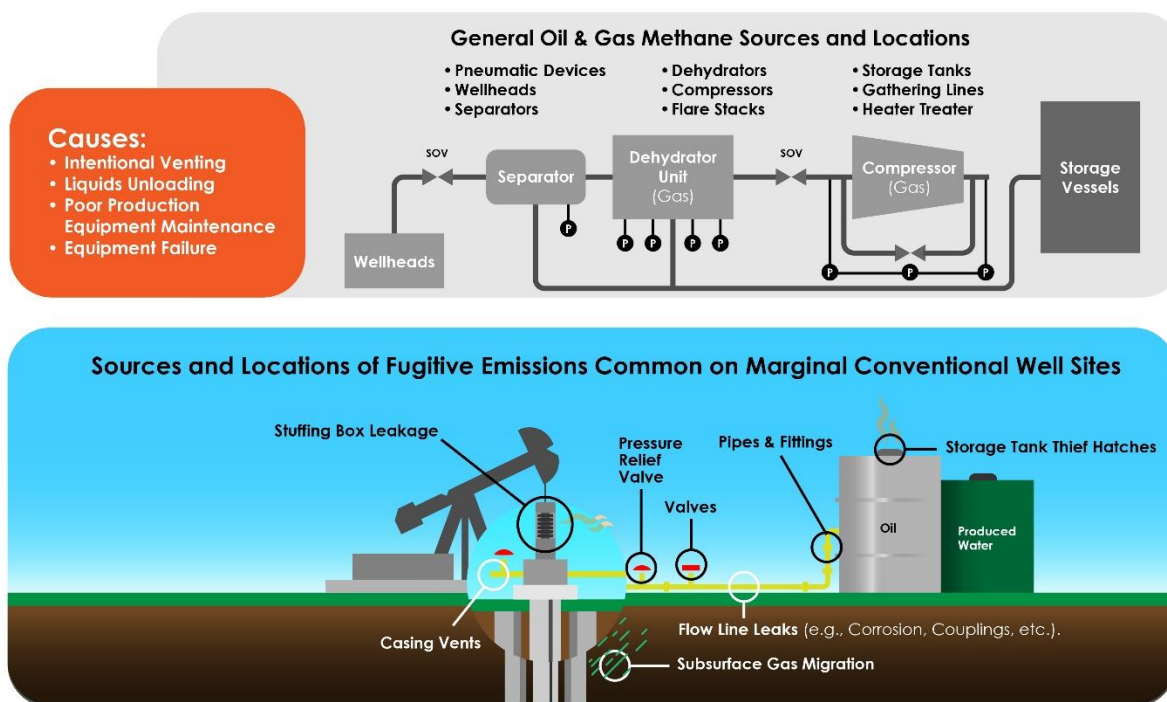 General Oil & Gas Methane Sources and Locations
• Pneumatic Devices
• Wellheads
• Separators
• Dehydrators
• Compressors
• Flare Stacks
• Storage Tanks
• Gathering Lines
• Heater Treater
Causes:
• Intentional Venting
• Liquids Unloading
• Poor Production
Equipment Maintenance
• Equipment Failure
SOV
Separator
Dehydrator
Unit
(Gas)
SOV
Compressor
(Gas)
Storage
Vessels
Wellheads
P
P
P
P
P
P
P
P
Sources and Locations of Fugitive Emissions Common on Marginal Conventional Well Sites
Stuffing Box Leakage
Pressure
Relief
Valve
Pipes & Fittings
Storage Tank Thief Hatches
Valves
Oil
Produced
Water
Casing Vents
Flow Line Leaks (e.g., Corrosion, Couplings, etc.).
Subsurface Gas Migration